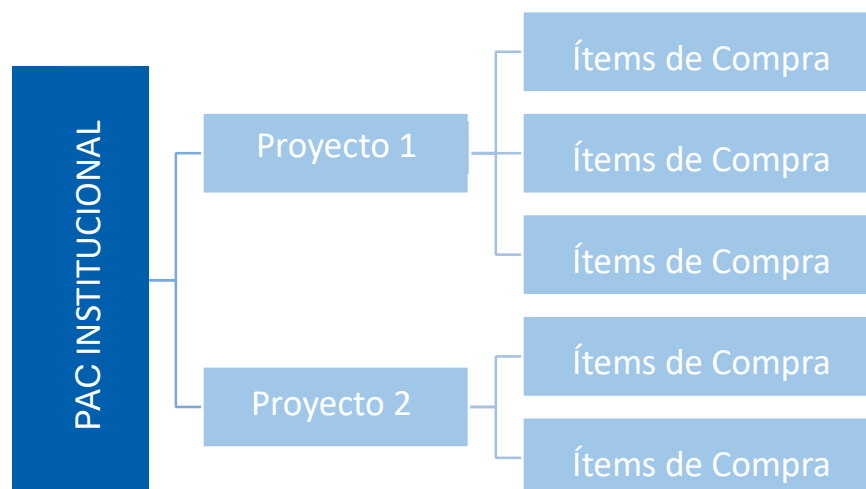 PAC INSTITUCIONAL
Proyecto 1
Ítems de Compra
Ítems de Compra
Ítems de Compra
Proyecto 2
Ítems de Compra
Ítems de Compra